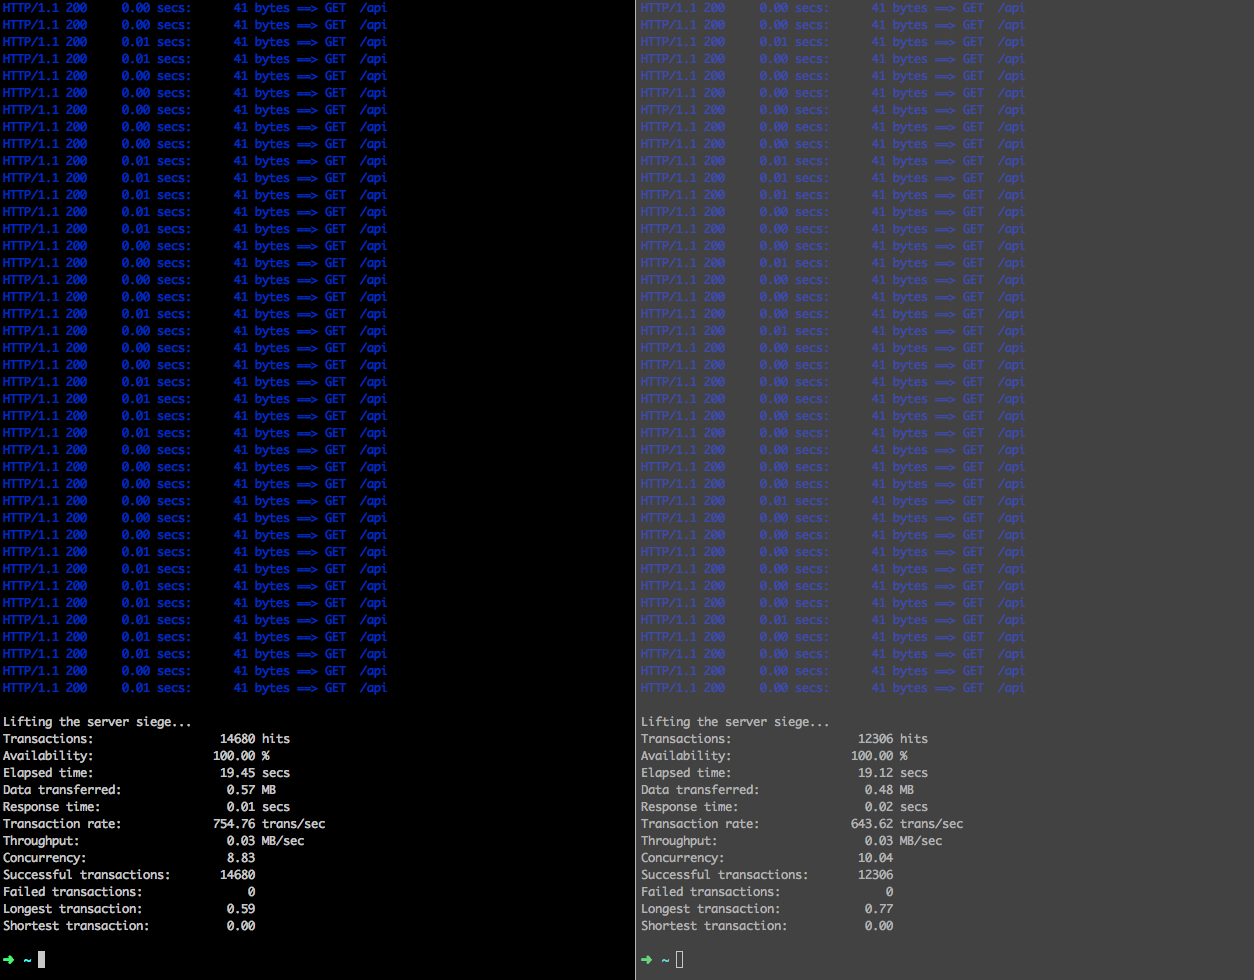 HTTP/1.1 200 0.00 secs: 41 bytes ==> GET /api
HTTP/1.1 200 0.00 secs: 41 bytes ==> GET /api
HTTP/1.1 200 0.01 secs: 41 bytes ==> GET /api
HTTP/1.1 200 0.00 secs: 41 bytes ==> GET /api
HTTP/1.1 200 0.00 secs: 41 bytes ==> GET /api
HTTP/1.1 200 0.00 secs: 41 bytes ==> GET /api
HTTP/1.1 200 0.00 secs: 41 bytes ==> GET /api
HTTP/1.1 200 0.00 secs: 41 bytes ==> GET /api
HTTP/1.1 200 0.00 secs: 41 bytes ==> GET /api
HTTP/1.1 200 0.01 secs: 41 bytes ==> GET /api
HTTP/1.1 200 0.01 secs: 41 bytes ==> GET /api
HTTP/1.1 200 0.01 secs: 41 bytes ==> GET /api
HTTP/1.1 200 0.01 secs: 41 bytes ==> GET /api
HTTP/1.1 200 0.01 secs: 41 bytes ==> GET /api
HTTP/1.1 200 0.00 secs: 41 bytes ==> GET /api
HTTP/1.1 200 0.01 secs: 41 bytes ==> GET /api
HTTP/1.1 200 0.00 secs: 41 bytes ==> GET /api
HTTP/1.1 200 0.00 secs: 41 bytes ==> GET /api
HTTP/1.1 200 0.01 secs: 41 bytes ==> GET /api
HTTP/1.1 200 0.00 secs: 41 bytes ==> GET /api
HTTP/1.1 200 0.00 secs: 41 bytes ==> GET /api
HTTP/1.1 200 0.00 secs: 41 bytes ==> GET /api
HTTP/1.1 200 0.01 secs: 41 bytes ==> GET /api
HTTP/1.1 200 0.01 secs: 41 bytes ==> GET /api
HTTP/1.1 200 0.00 secs: 41 bytes ==> GET /api
HTTP/1.1 200 0.01 secs: 41 bytes ==> GET /api
HTTP/1.1 200 0.00 secs: 41 bytes ==> GET /api
HTTP/1.1 200 0.00 secs: 41 bytes ==> GET /api
HTTP/1.1 200 0.00 secs: 41 bytes ==> GET /api
HTTP/1.1 200 0.00 secs: 41 bytes ==> GET /api
HTTP/1.1 200 0.00 secs: 41 bytes ==> GET /api
HTTP/1.1 200 0.00 secs: 41 bytes ==> GET /api
HTTP/1.1 200 0.01 secs: 41 bytes ==> GET /api
HTTP/1.1 200 0.01 secs: 41 bytes ==> GET /api
HTTP/1.1 200 0.01 secs: 41 bytes ==> GET /api
HTTP/1.1 200 0.01 secs: 41 bytes ==> GET /api
HTTP/1.1 200 0.01 secs: 41 bytes ==> GET /api
HTTP/1.1 200 0.01 secs: 41 bytes ==> GET /api
HTTP/1.1 200 0.01 secs: 41 bytes ==> GET /api
HTTP/1.1 200 0.00 secs: 41 bytes ==> GET /api
HTTP/1.1 200 0.01 secs: 41 bytes ==> GET /api
Lifting the server siege...
Transactions: 14680 hits
Availability: 100.00 %
Elapsed time: 19.45 secs
Data transferred: 0.57 MB
Response time: 0.01 secs
Transaction rate: 754.76 trans/sec
Throughput: 0.03 MB/sec
Concurrency: 8.83
Successful transactions: 14680
Failed transactions: 0
Longest transaction: 0.59
Shortest transaction: 0.00
➜ ~
HTTP/1.1 200 0.00 secs: 41 bytes ==> GET /api
HTTP/1.1 200 0.00 secs: 41 bytes ==> GET /api
HTTP/1.1 200 0.01 secs: 41 bytes ==> GET /api
HTTP/1.1 200 0.00 secs: 41 bytes ==> GET /api
HTTP/1.1 200 0.00 secs: 41 bytes ==> GET /api
HTTP/1.1 200 0.00 secs: 41 bytes ==> GET /api
HTTP/1.1 200 0.00 secs: 41 bytes ==> GET /api
HTTP/1.1 200 0.00 secs: 41 bytes ==> GET /api
HTTP/1.1 200 0.00 secs: 41 bytes ==> GET /api
HTTP/1.1 200 0.01 secs: 41 bytes ==> GET /api
HTTP/1.1 200 0.01 secs: 41 bytes ==> GET /api
HTTP/1.1 200 0.01 secs: 41 bytes ==> GET /api
HTTP/1.1 200 0.00 secs: 41 bytes ==> GET /api
HTTP/1.1 200 0.00 secs: 41 bytes ==> GET /api
HTTP/1.1 200 0.00 secs: 41 bytes ==> GET /api
HTTP/1.1 200 0.01 secs: 41 bytes ==> GET /api
HTTP/1.1 200 0.00 secs: 41 bytes ==> GET /api
HTTP/1.1 200 0.00 secs: 41 bytes ==> GET /api
HTTP/1.1 200 0.00 secs: 41 bytes ==> GET /api
HTTP/1.1 200 0.01 secs: 41 bytes ==> GET /api
HTTP/1.1 200 0.00 secs: 41 bytes ==> GET /api
HTTP/1.1 200 0.00 secs: 41 bytes ==> GET /api
HTTP/1.1 200 0.00 secs: 41 bytes ==> GET /api
HTTP/1.1 200 0.00 secs: 41 bytes ==> GET /api
HTTP/1.1 200 0.00 secs: 41 bytes ==> GET /api
HTTP/1.1 200 0.00 secs: 41 bytes ==> GET /api
HTTP/1.1 200 0.00 secs: 41 bytes ==> GET /api
HTTP/1.1 200 0.00 secs: 41 bytes ==> GET /api
HTTP/1.1 200 0.00 secs: 41 bytes ==> GET /api
HTTP/1.1 200 0.01 secs: 41 bytes ==> GET /api
HTTP/1.1 200 0.00 secs: 41 bytes ==> GET /api
HTTP/1.1 200 0.00 secs: 41 bytes ==> GET /api
HTTP/1.1 200 0.00 secs: 41 bytes ==> GET /api
HTTP/1.1 200 0.00 secs: 41 bytes ==> GET /api
HTTP/1.1 200 0.00 secs: 41 bytes ==> GET /api
HTTP/1.1 200 0.00 secs: 41 bytes ==> GET /api
HTTP/1.1 200 0.01 secs: 41 bytes ==> GET /api
HTTP/1.1 200 0.00 secs: 41 bytes ==> GET /api
HTTP/1.1 200 0.00 secs: 41 bytes ==> GET /api
HTTP/1.1 200 0.00 secs: 41 bytes ==> GET /api
HTTP/1.1 200 0.00 secs: 41 bytes ==> GET /api
Lifting the server siege...
Transactions: 12306 hits
Availability: 100.00 %
Elapsed time: 19.12 secs
Data transferred: 0.48 MB
Response time: 0.02 secs
Transaction rate: 643.62 trans/sec
Throughput: 0.03 MB/sec
Concurrency: 10.04
Successful transactions: 12306
Failed transactions: 0
Longest transaction: 0.77
Shortest transaction: 0.00
➜ ~